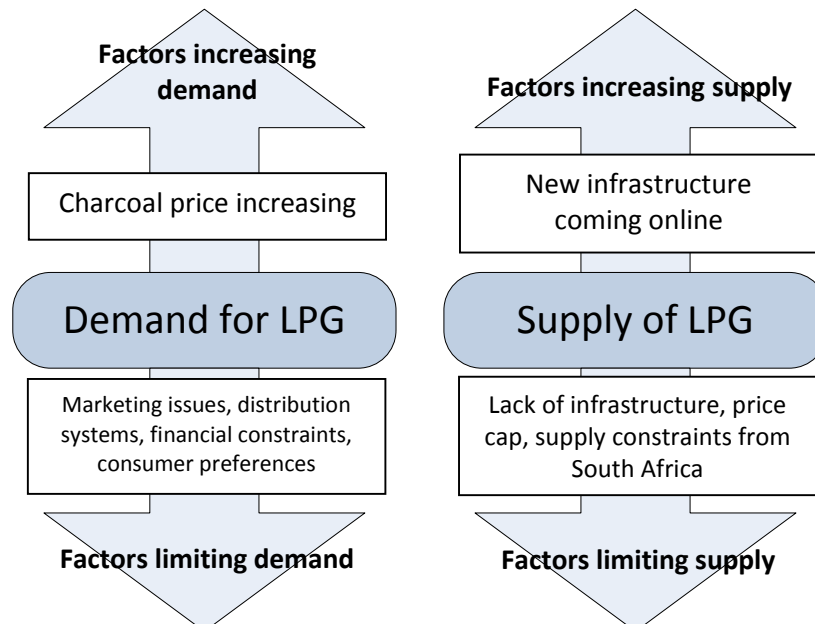 Factors increasing
demand
Charcoal price increasing
Demand for LPG
Marketing issues, distribution
systems, financial constraints,
consumer preferences
Factors limiting demand
Factors increasing supply
New infrastructure
coming online
Supply of LPG
Lack of infrastructure, price
cap, supply constraints from
South Africa
Factors limiting supply